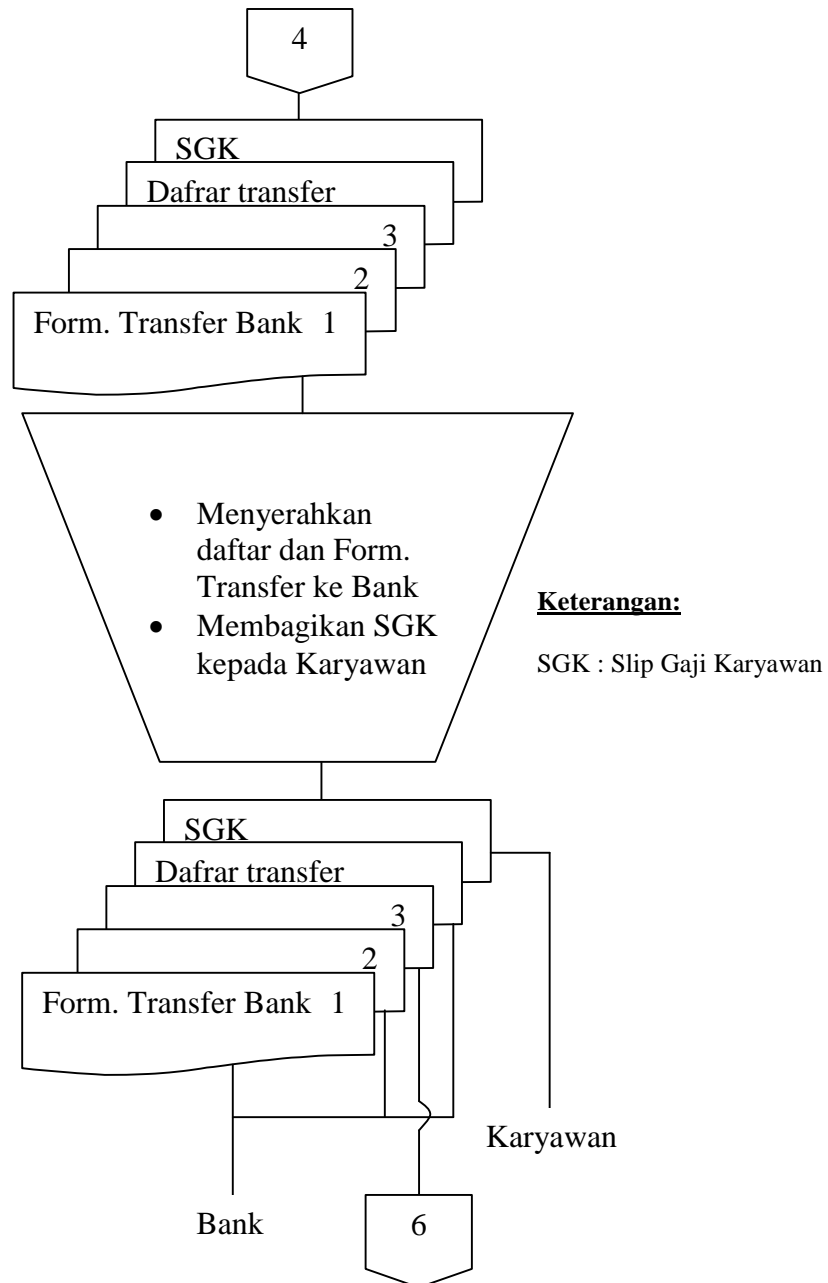 4
SGK
Dafrar transfer
3
2
Form. Transfer Bank 1
• Menyerahkan
daftar dan Form.
Transfer ke Bank
• Membagikan SGK
kepada Karyawan
Keterangan:
SGK : Slip Gaji Karyawan
SGK
Dafrar transfer
3
2
Form. Transfer Bank 1
Karyawan
Bank
6